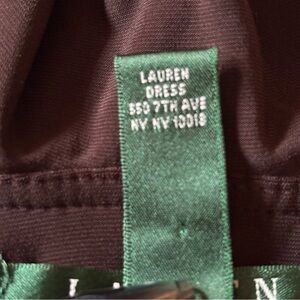 LAUREN
DRESS
550 7TH AVE
NY NY 10018